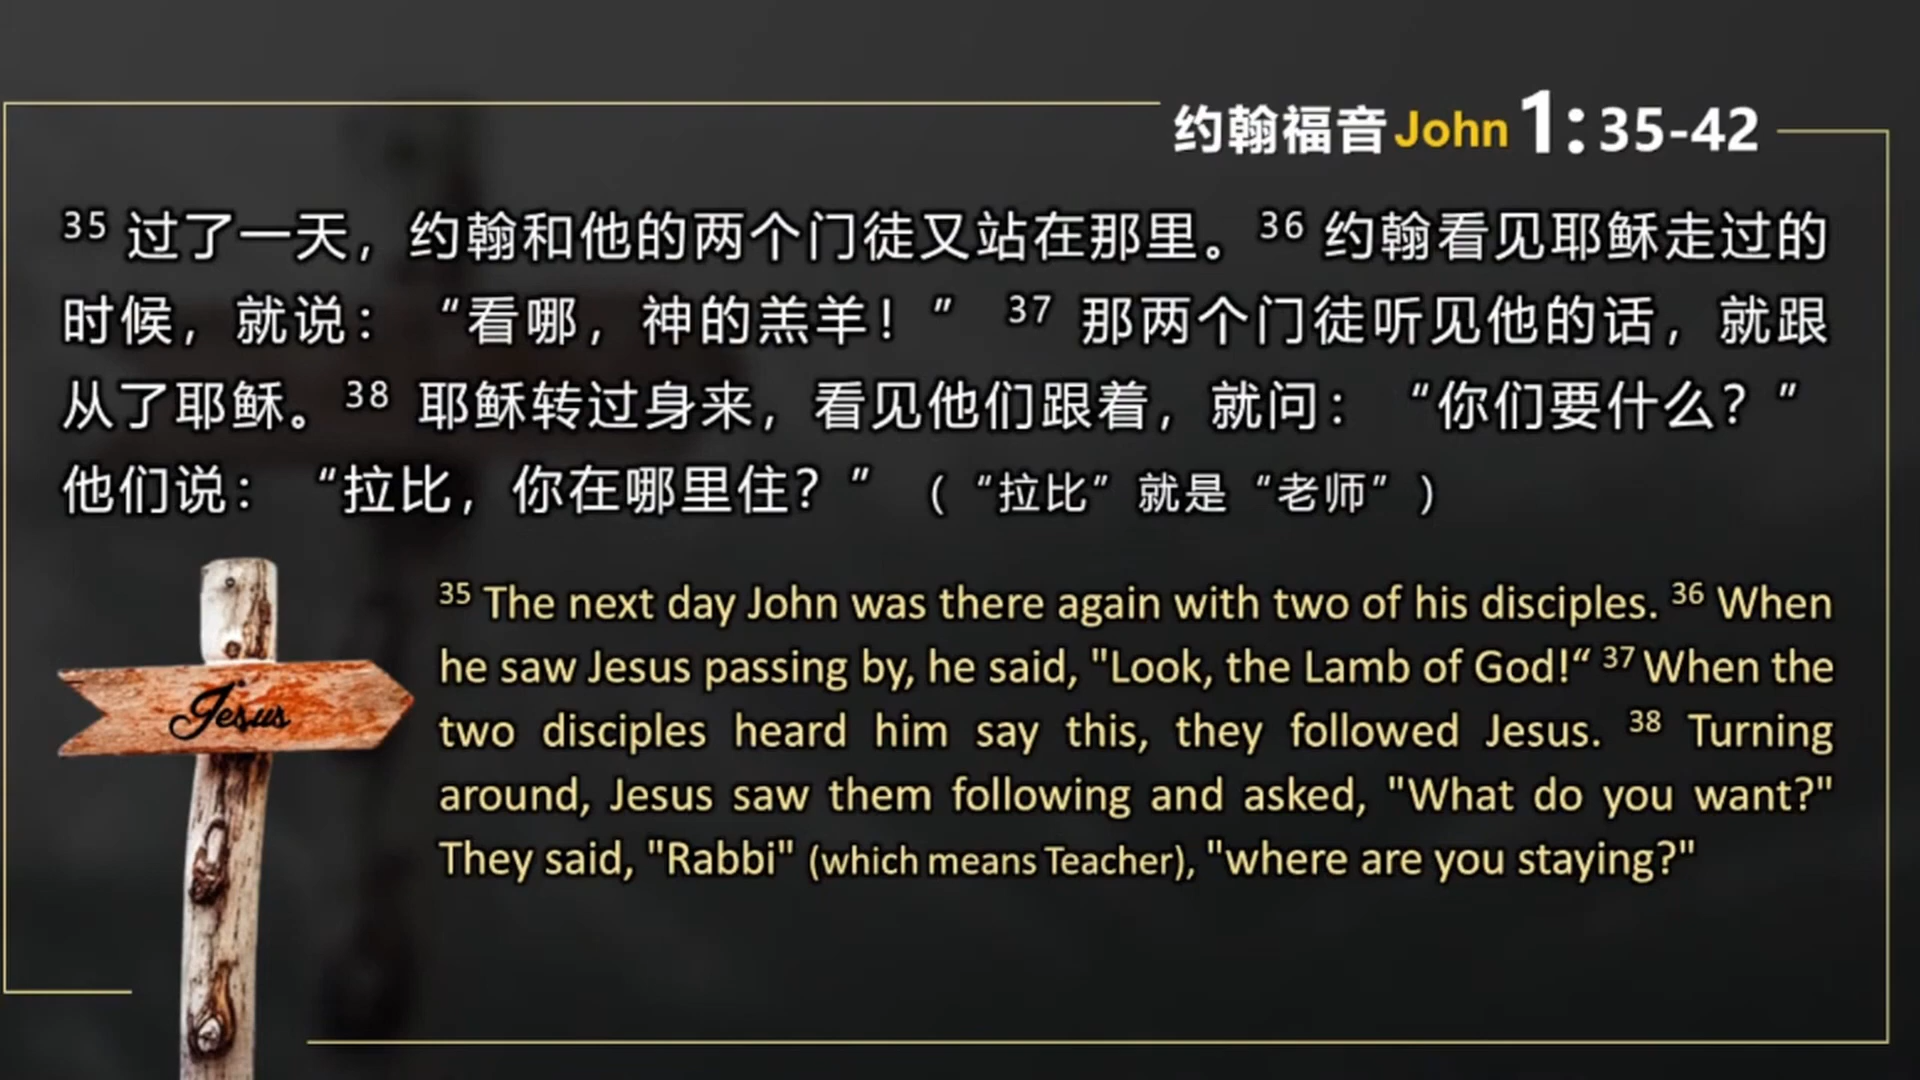 约翰福音John 1:35-42
35 过了一天，约翰和他的两个门徒又站在那里。36 约翰看见耶稣走过的
时候，就说：“看哪，神的羔羊！” 37 那两个门徒听见他的话，就跟
从了耶稣。38 耶稣转过身来，看见他们跟着，就问：“你们要什么？”
他们说：“拉比，你在哪里住？”（“拉比”就是“老师”）
Jesus
35 The next day John was there again with two of his disciples. 36 When
he saw Jesus passing by, he said, "Look, the Lamb of God!“ 37 When the
two disciples heard him say this, they followed Jesus. 38 Turning
around, Jesus saw them following and asked, "What do you want?"
They said, "Rabbi" (which means Teacher), "where are you staying?"